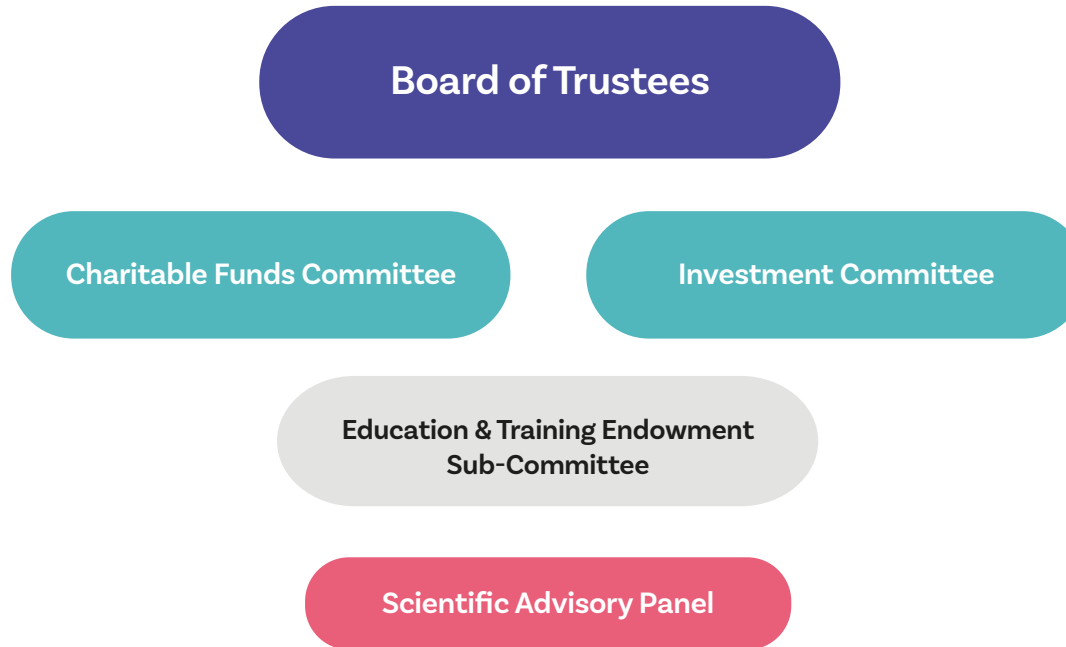 Board of Trustees
Charitable Funds Committee
Investment Committee
Education & Training Endowment
Sub-Committee
Scientific Advisory Panel